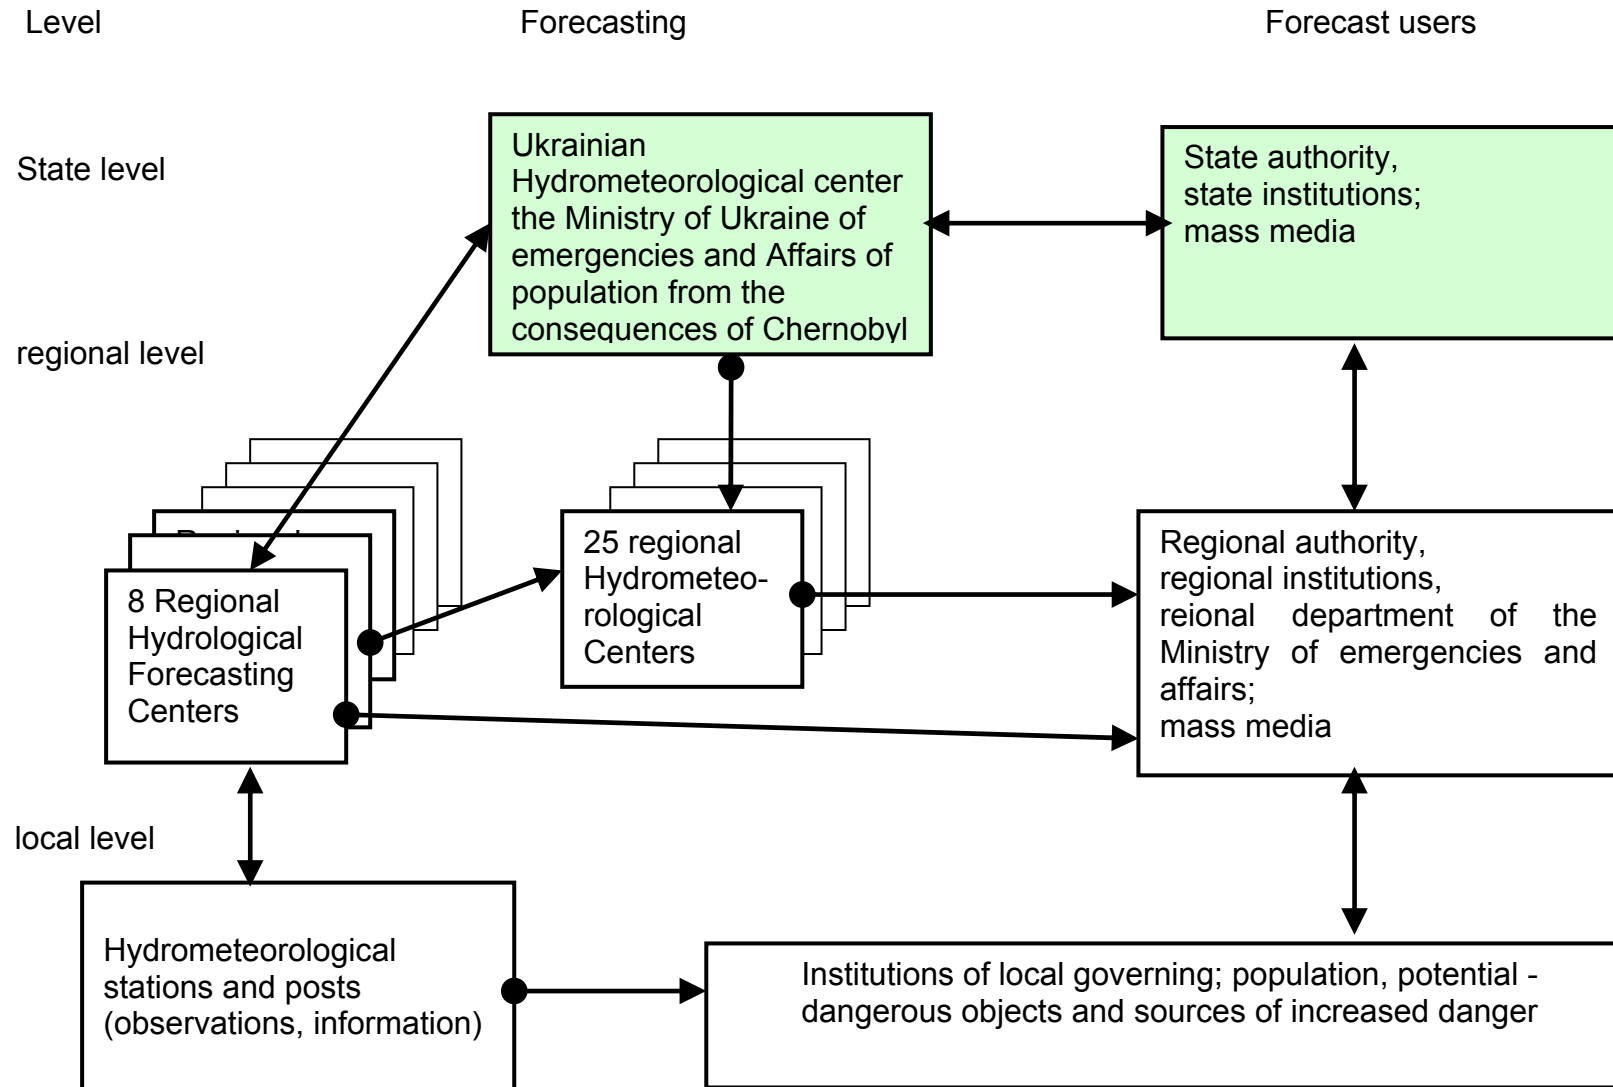 Level
Forecasting
Forecast users
State level
Ukrainian
Hydrometeorological center
the Ministry of Ukraine of
emergencies and Affairs of
population from the
consequences of Chernobyl
State authority,
state institutions;
mass media
regional level
8 Regional
Hydrological
Forecasting
Centers
25 regional
Hydrometeo-
rological
Centers
Regional authority,
regional institutions,
reional department of the
Ministry of emergencies and
affairs;
mass media
local level
Hydrometeorological
stations and posts
(observations, information)
Institutions of local governing; population, potential -
dangerous objects and sources of increased danger